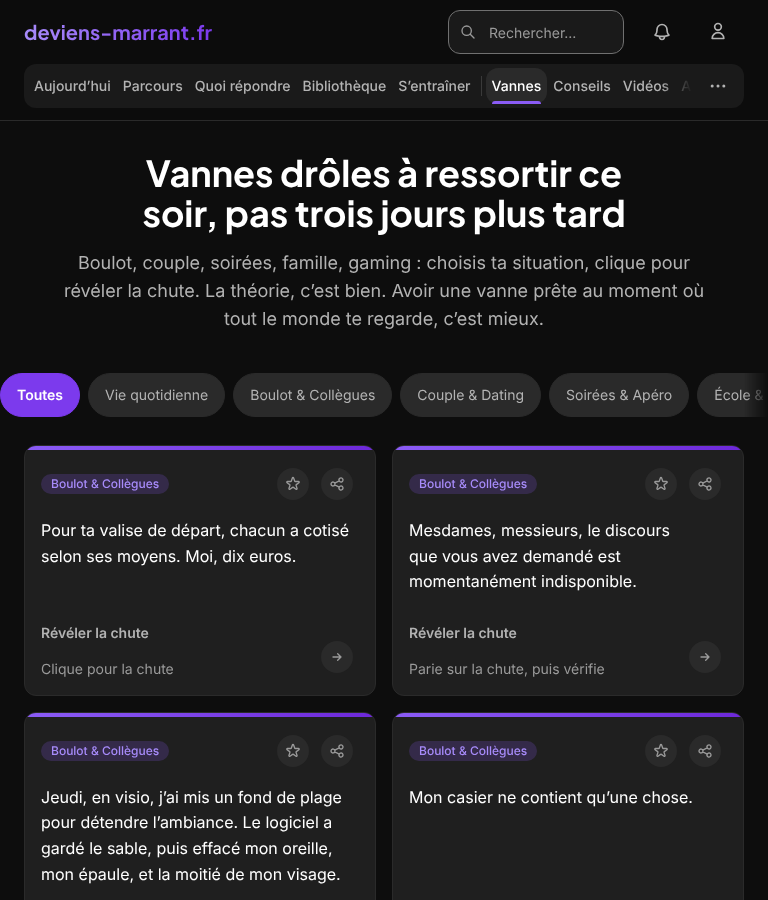 deviens-marrant.fr
Rechercher...
Aujourd’hui Parcours Quoi répondre Bibliothèque S’entraîner Vannes Conseils Vidéos A
Vannes drôles à ressortir ce
soir, pas trois jours plus tard
Boulot, couple, soirées, famille, gaming : choisis ta situation, clique pour
révéler la chute. La théorie, c’est bien. Avoir une vanne prête au moment où
tout le monde te regarde, c’est mieux.
Toutes Vie quotidienne Boulot & Collègues Couple & Dating Soirées & Apéro École &
Boulot & Collègues
Pour ta valise de départ, chacun a cotisé
selon ses moyens. Moi, dix euros.
Révéler la chute
Clique pour la chute
Boulot & Collègues
Mesdames, messieurs, le discours
que vous avez demandé est
momentanément indisponible.
Révéler la chute
Parie sur la chute, puis vérifie
Boulot & Collègues
Jeudi, en visio, j’ai mis un fond de plage
pour détendre l’ambiance. Le logiciel a
gardé le sable, puis effacé mon oreille,
mon épaule, et la moitié de mon visage.
Boulot & Collègues
Mon casier ne contient qu’une chose.